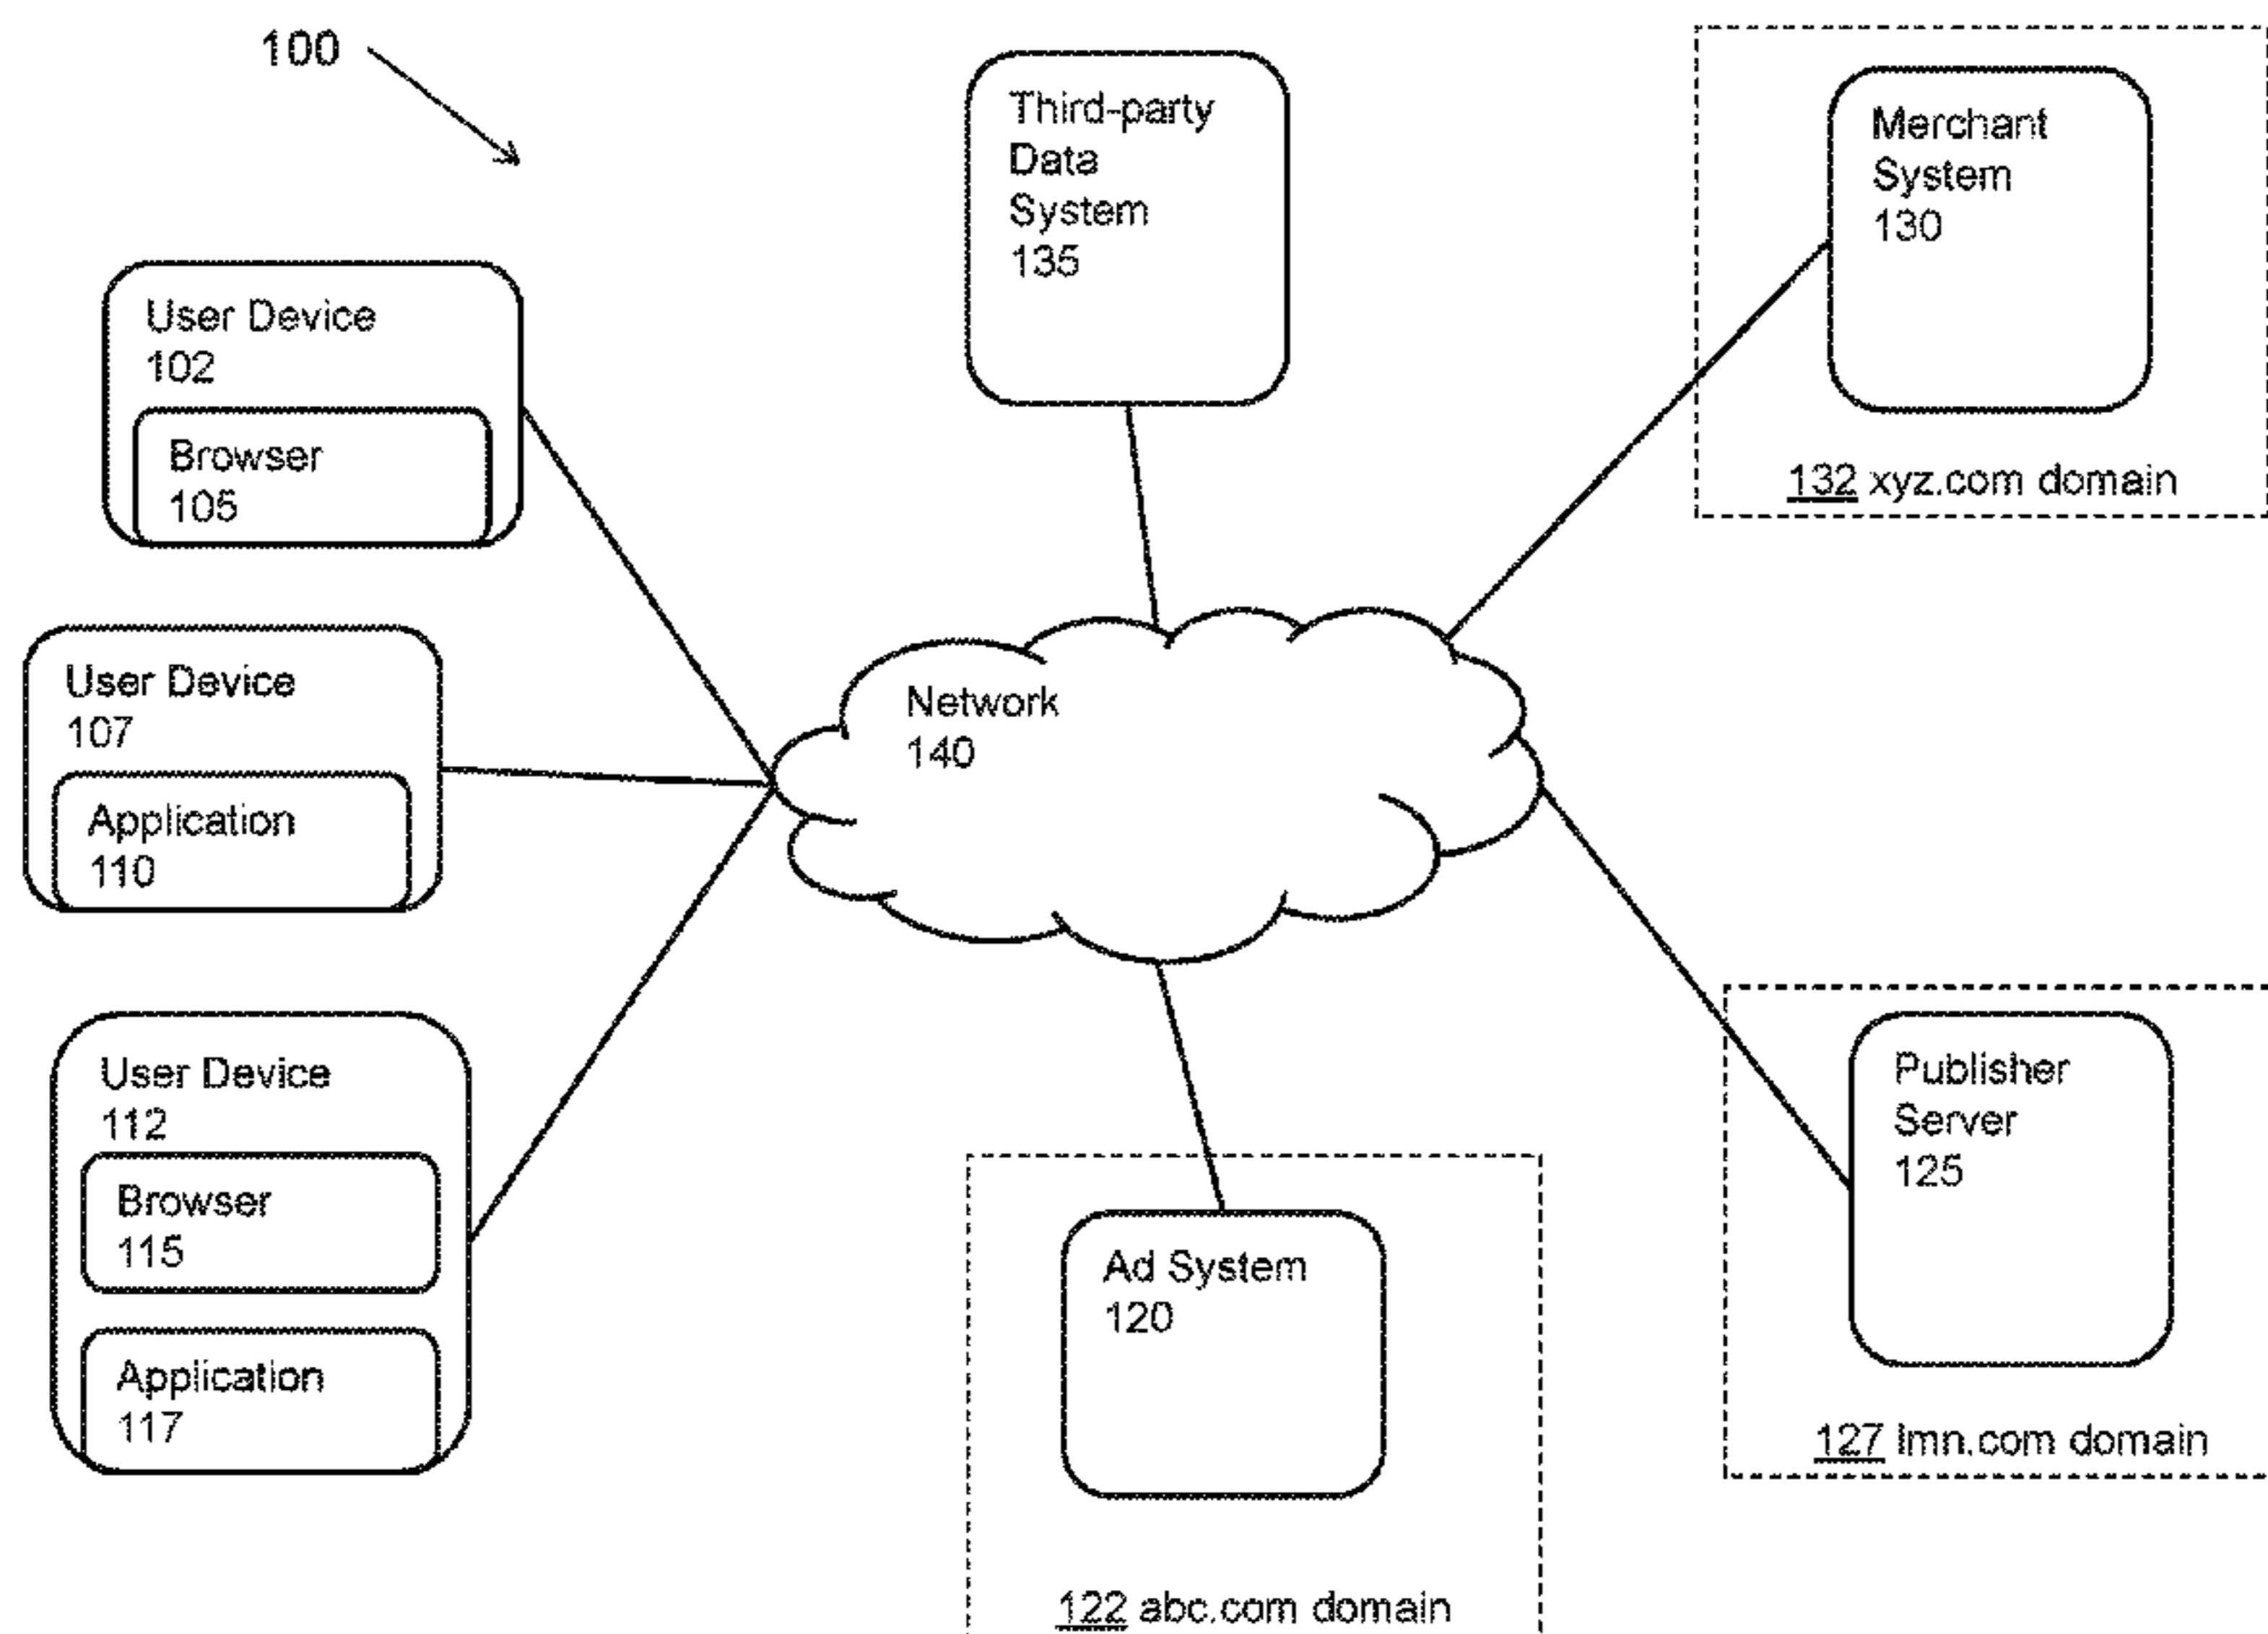 100
Third-party
Data
System
135
Merchant
System
130
132 xyz.com domain
User Device
102
Browser
105
User Device
107
Application
110
Network
140
User Device
112
Browser
115
Application
117
Ad System
120
122 abc.com domain
Publisher
Server
125
127 lmn.com domain